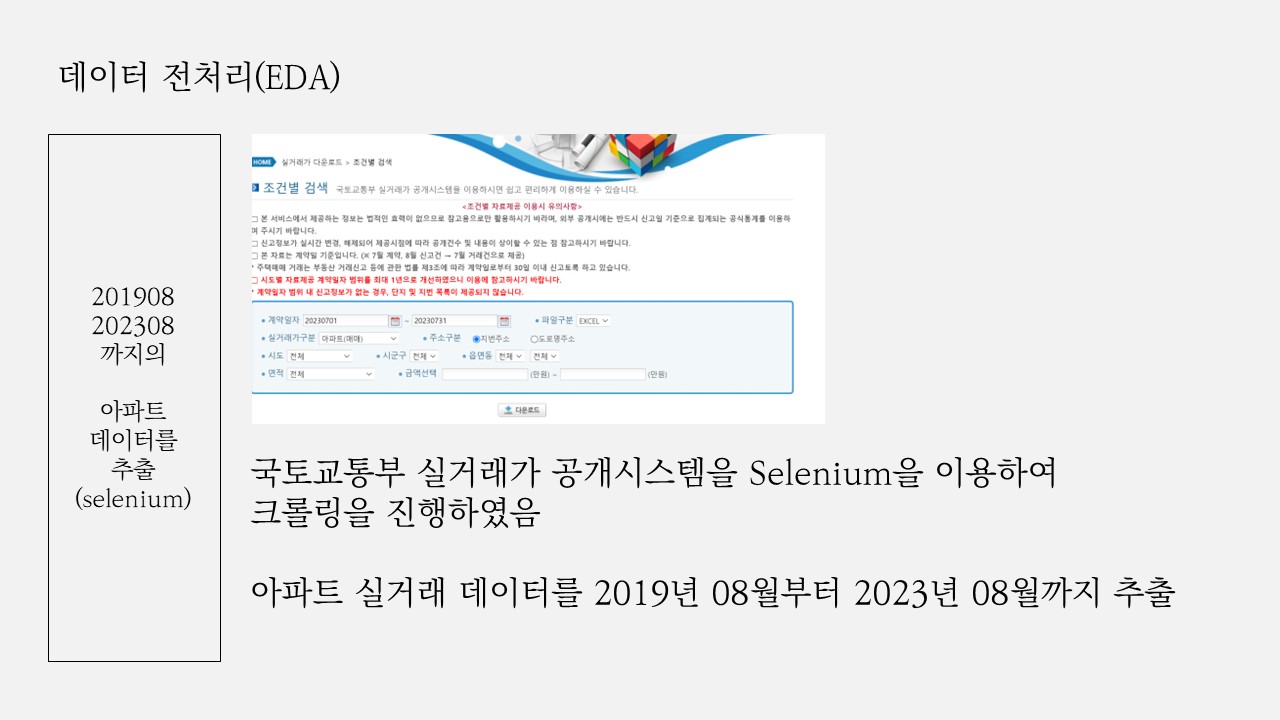 데이터 전처리(EDA)
201908
202308
까지의
아파트
데이터를
추출
(selenium)
HOME 실거래가 다운로드 > 조건별 검색
조건별 검색 국토교통부 실거래가 공개시스템을 이용하시면 쉽고 편리하게 이용하실 수 있습니다.
<조건별 자료제공 이용시 유의사항>
□ 본 서비스에서 제공하는 정보는 법적인 효력이 없으므로 참고용으로만 활용하시기 바라며, 외부 공개시에는 반드시 신고일 기준으로 집계되는 공식통계를 이용하
여 주시기 바랍니다.
□ 신고정보가 실시간 변경, 해제되어 제공시점에 따라 공개건수 및 내용이 상이할 수 있는 점 참고하시기 바랍니다.
□ 본 자료는 계약일 기준입니다. (※ 7월 계약, 8월 신고건 → 7월 거래건으로 제공)
* 주택매매 거래는 부동산 거래신고 등에 관한 법률 제3조에 따라 계약일로부터 30일 이내 신고토록 하고 있습니다.
□ 시도별 자료제공 계약일자 범위를 최대 1년으로 개선하였으니 이용에 참고하시기 바랍니다.
* 계약일자 범위 내 신고정보가 없는 경우, 단지 및 지번 목록이 제공되지 않습니다.
계약일자 20230701 ~ 20230731 파일구분 EXCEL
실거래가구분 아파트(매매) 주소구분 지번주소 도로명주소
시도 전체 시군구 전체 읍면동 전체 전체
면적 전체 금액선택 (만원) ~ (만원)
다운로드
국토교통부 실거래가 공개시스템을 Selenium을 이용하여
크롤링을 진행하였음
아파트 실거래 데이터를 2019년 08월부터 2023년 08월까지 추출